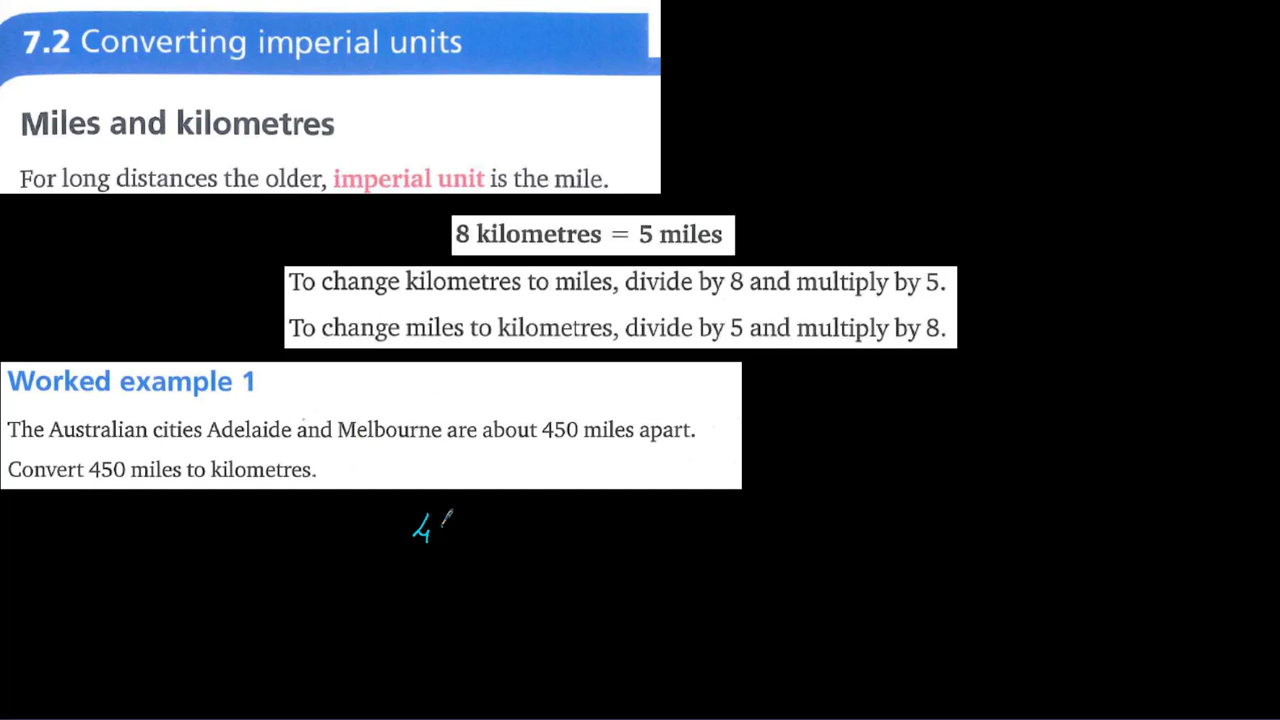 7.2 Converting imperial units
Miles and kilometres
For long distances the older, imperial unit is the mile.
8 kilometres = 5 miles
To change kilometres to miles, divide by 8 and multiply by 5.
To change miles to kilometres, divide by 5 and multiply by 8.
Worked example 1
The Australian cities Adelaide and Melbourne are about 450 miles apart.
Convert 450 miles to kilometres.
4